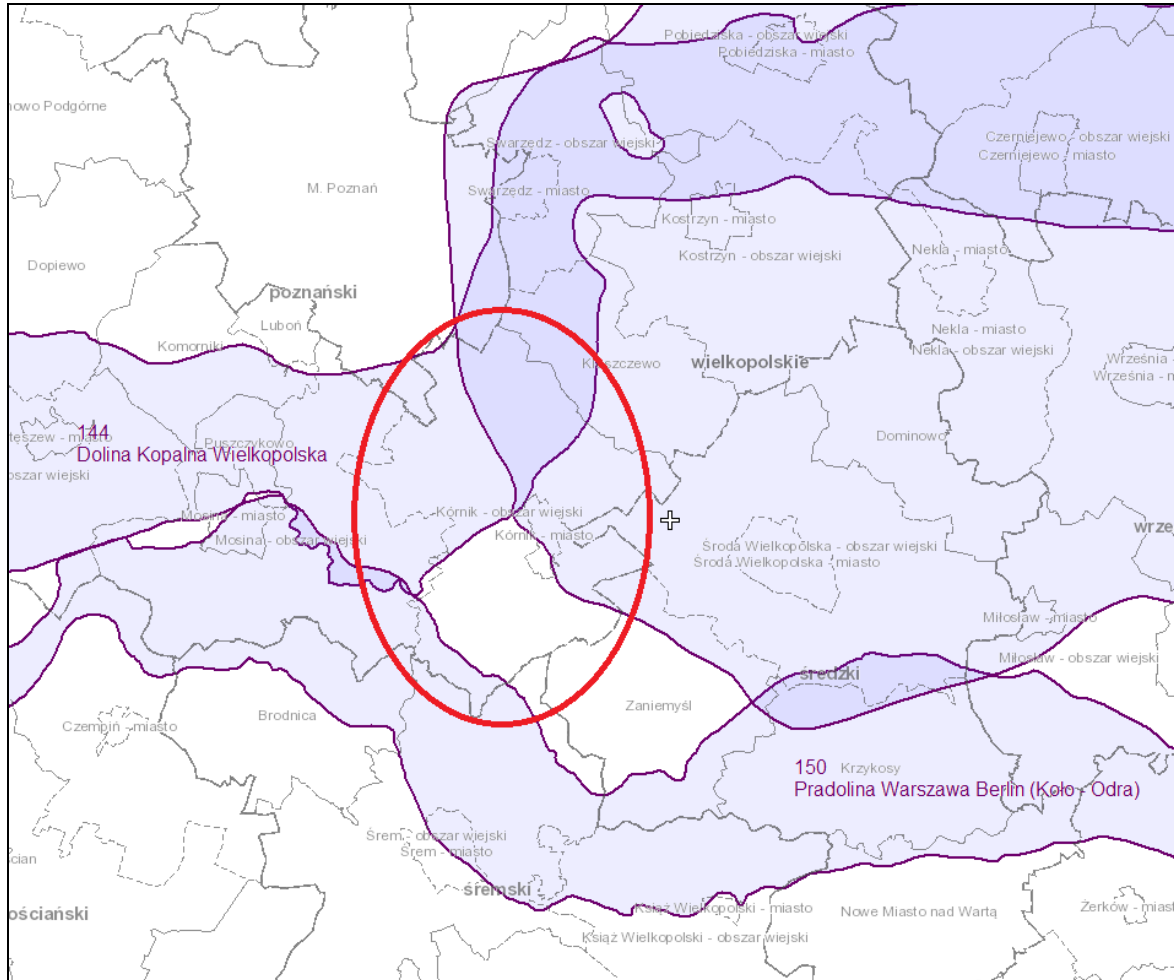 Pobiedziska - obszar wiejski
Pobiedziska - miasto
nowo Podgórne
Swarzędz - obszar wiejski
Czerniejewo - obszar wiejski
Czerniejewo - miasto
M. Poznań
Swarzędz - miasto
Kostrzyn - miasto
Kostrzyn - obszar wiejski
Nekla - miasto
Dopiewo
poznański
Luboń
Komorniki
Kleszczewo
wielkopolskie
Nekla - miasto
Nekla - obszar wiejski
Września -
Września - m
144
Dolina Kopalna Wielkopolska
tęszew - miasto
Puszczykowo
obszar wiejski
Dominowo
Mosina - miasto
Mosina - obszar wiejski
Kórnik - obszar wiejski
Kórnik - miasto
wrze
Środa Wielkopolska - obszar wiejski
Środa Wielkopolska - miasto
Miłosław - miasto
Miłosław - obszar wiejski
średzki
Zaniemyśl
Brodnica
Czempiń - miasto
150
Krzykosy
Pradolina Warszawa Berlin (Koło - Odra)
Śrem - obszar wiejski
Śrem - miasto
ścian
śremski
ościański
Książ Wielkopolski - miasto
Nowe Miasto nad Wartą
Żerków - miast
Książ Wielkopolski - obszar wiejski